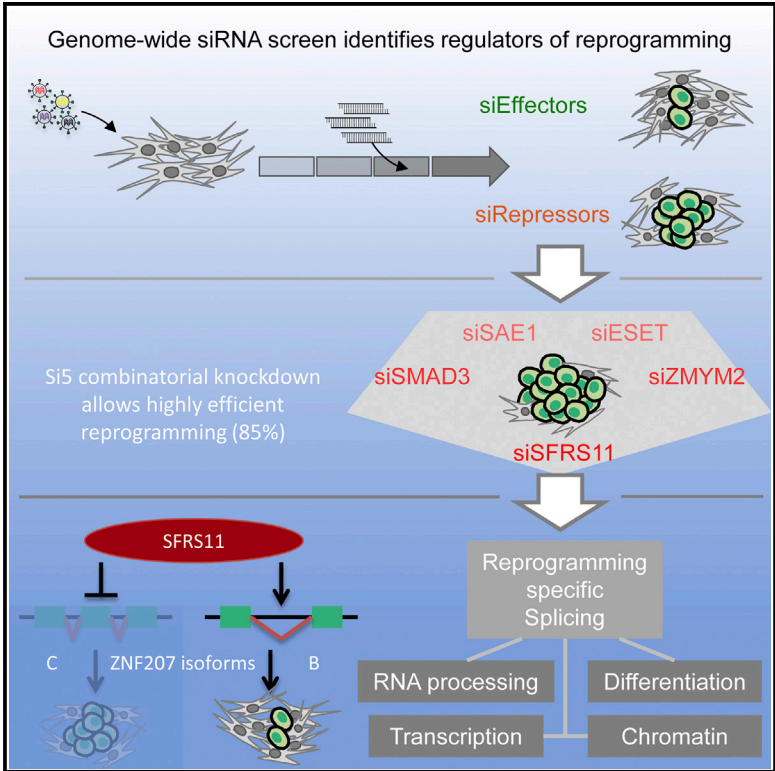 Genome-wide siRNA screen identifies regulators of reprogramming
siEffectors
siRepressors
siSAE1
siESET
siSMAD3
siZMYM2
siSFRS11
Si5 combinatorial knockdown
allows highly efficient
reprogramming (85%)
SFRS11
C
ZNF207 isoforms
B
Reprogramming
specific
Splicing
RNA processing
Differentiation
Transcription
Chromatin